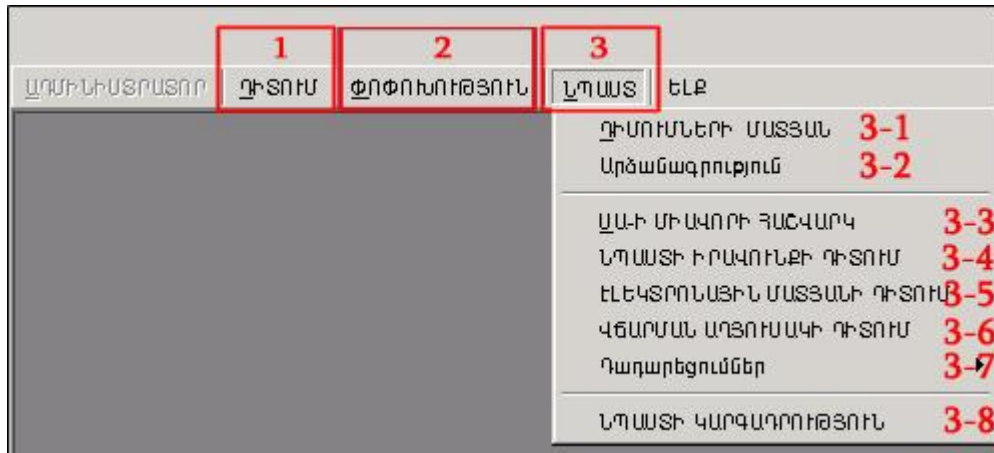 1 2 3
ԱԴՄԻՆԻՍՏՐԱՏՈՐ ԴԻՏՈՒՄ ՓՈՓՈԽՈՒԹՅՈՒՆ ՆՊԱՍՏ ԵԼՔ
ԴԻՄՈՒՄՆԵՐԻ ՄԱՏՅԱՆ 3-1
Արձանագրություն 3-2
ՍԱ-Ի ՄԻԱՎՈՐԻ ՀԱՇՎԱՐԿ 3-3
ՆՊԱՍՏԻ ԻՐԱՎՈՒՆՔԻ ԴԻՏՈՒՄ 3-4
ԷԼԵԿՏՐՈՆԱՅԻՆ ՄԱՏՅԱՆԻ ԴԻՏՈՒՄ 3-5
ՎՃԱՐՄԱՆ ԱՂՅՈՒՍԱԿԻ ԴԻՏՈՒՄ 3-6
Դադարեցումներ 3-7
ՆՊԱՍՏԻ ԿԱՐԳԱԴՐՈՒԹՅՈՒՆ 3-8